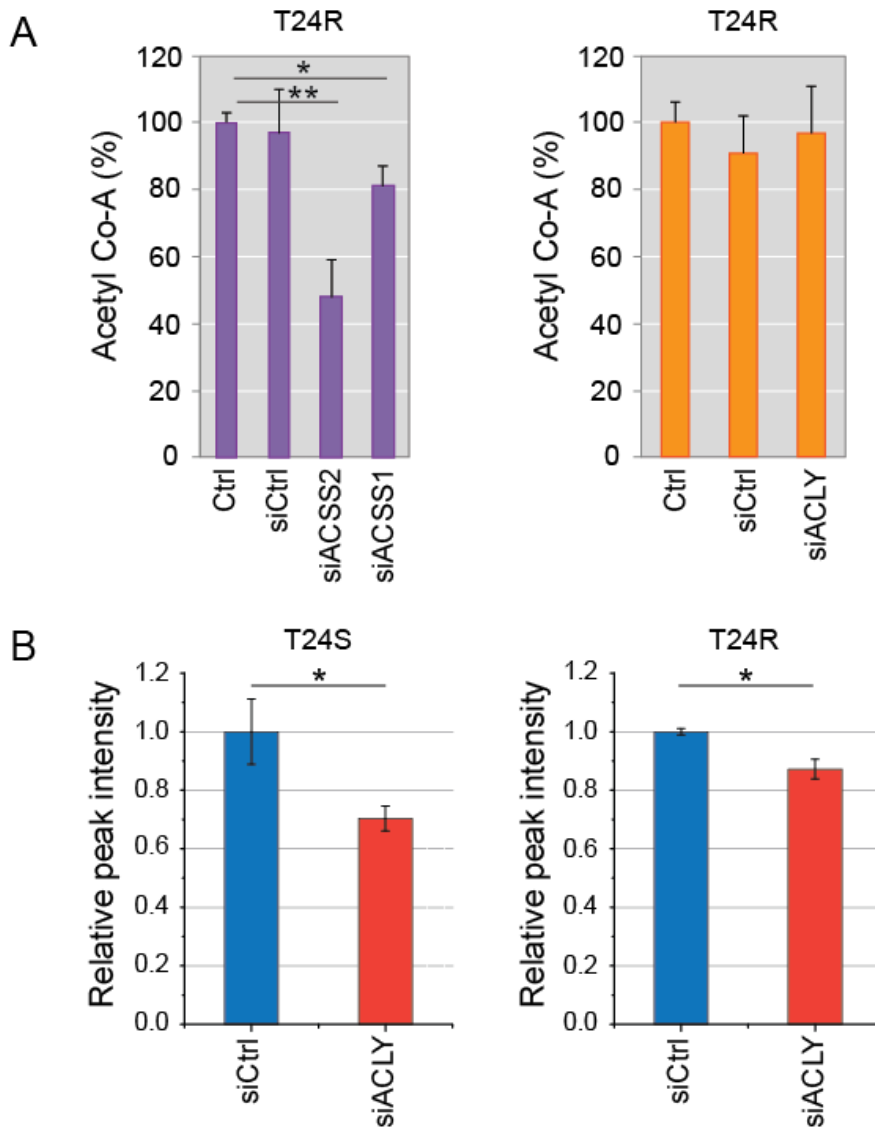 A
T24R
Acetyl Co-A (%)
120
100
80
60
40
20
0
*
**
Ctrl
siCtrl
siACSS2
siACSS1
T24R
Acetyl Co-A (%)
120
100
80
60
40
20
0
Ctrl
siCtrl
siACLY
B
T24S
Relative peak intensity
1.2
1.0
0.8
0.6
0.4
0.2
0.0
*
siCtrl
siACLY
T24R
Relative peak intensity
1.2
1.0
0.8
0.6
0.4
0.2
0.0
*
siCtrl
siACLY